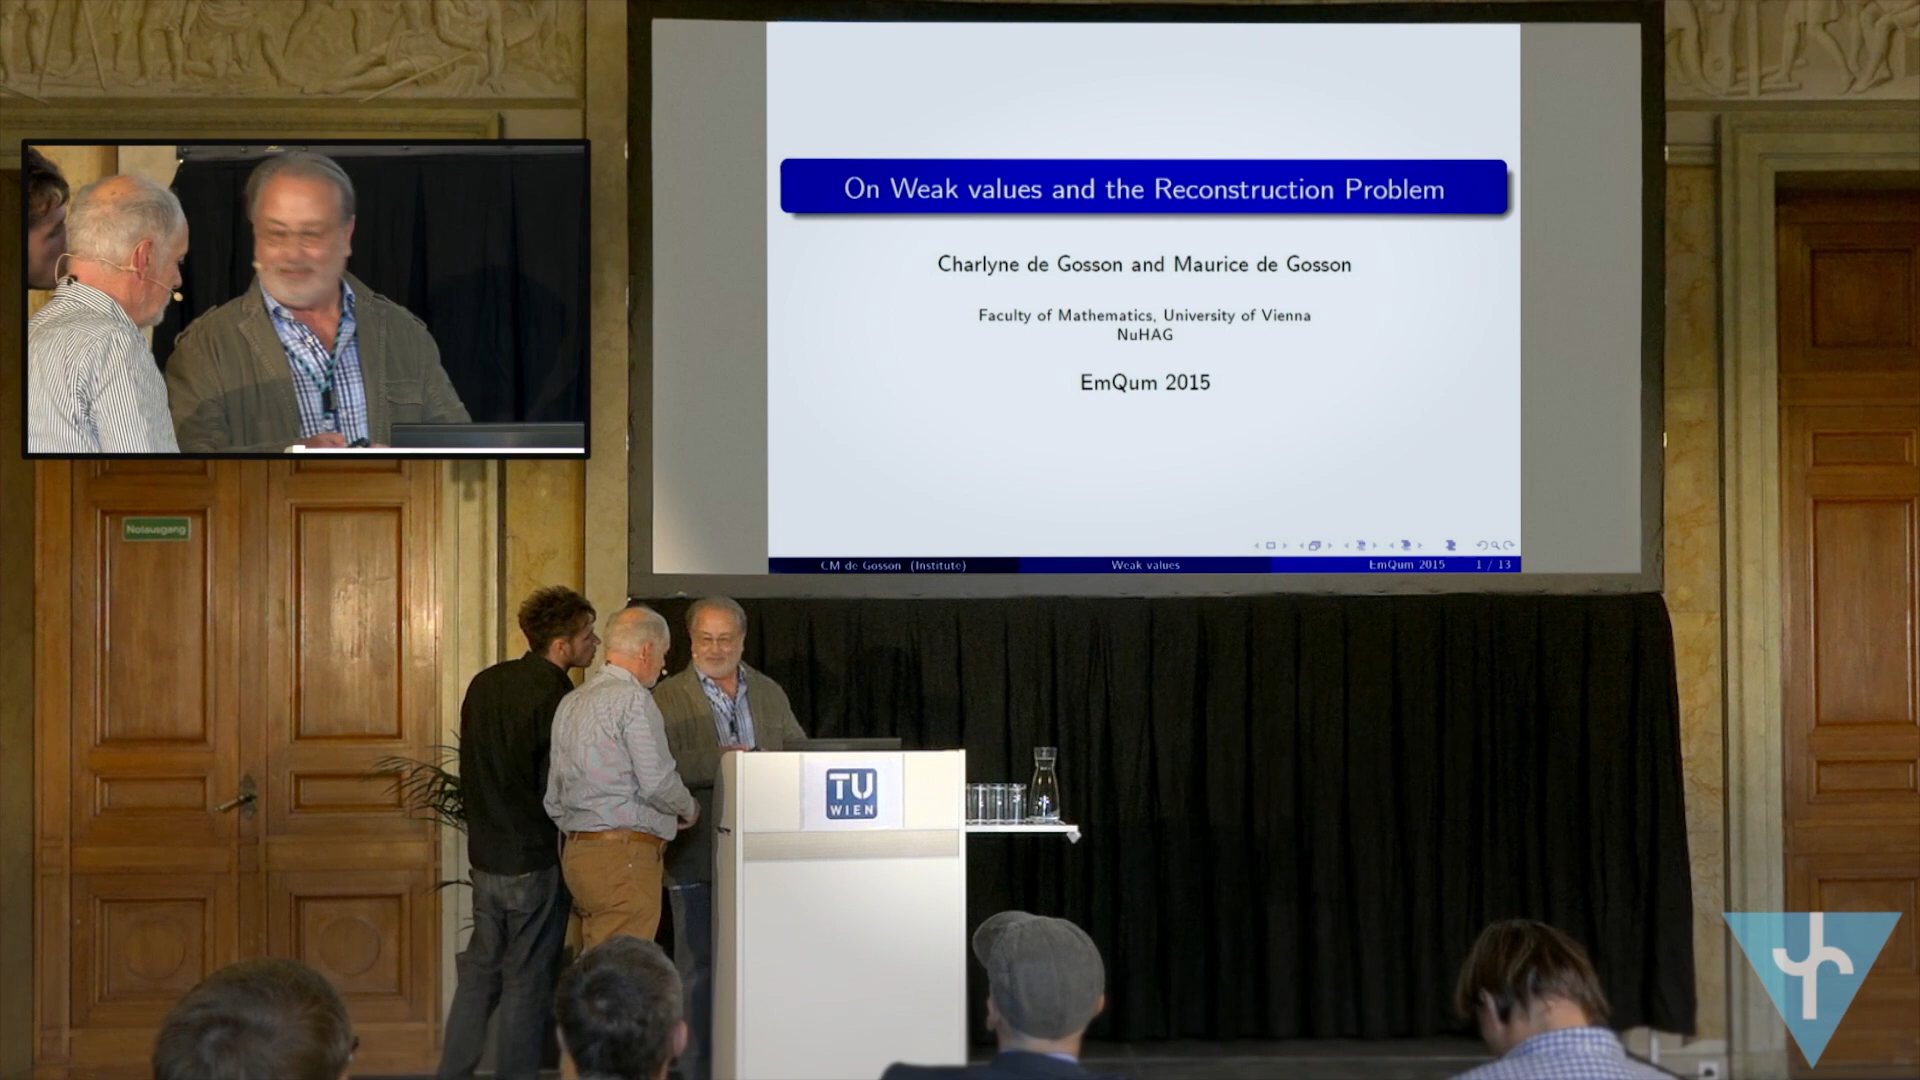 On Weak values and the Reconstruction Problem
Charlyne de Gosson and Maurice de Gosson
Faculty of Mathematics, University of Vienna
NuHAG
EmQum 2015
CM de Gosson (Institute) Weak values EmQum 2015 1 / 13
Notausgang
TU
WIEN